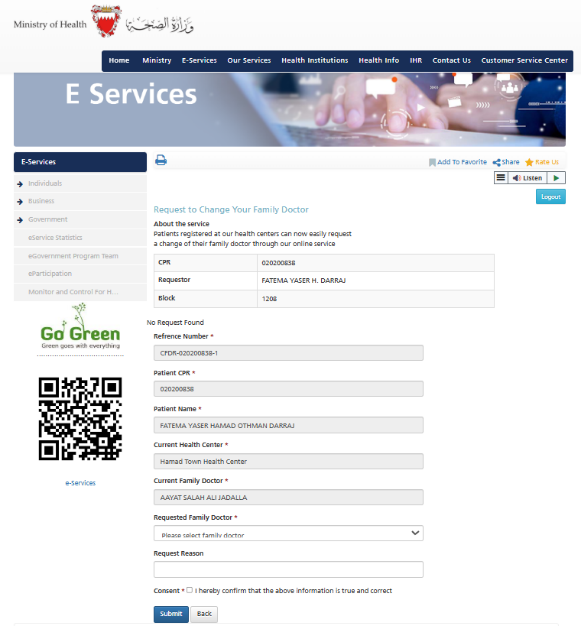 Ministry of Health
وزارة الصحة
Home Ministry E-Services Our Services Health Institutions Health Info IHR Contact Us Customer Service Center
E Services
E-Services
Add To Favorite Share Rate Us
Listen
Logout
Individuals
Business
Government
eService Statistics
eGovernment Program Team
eParticipation
Monitor and Control For H...
Go Green
Green goes with everything
e-Services
Request to Change Your Family Doctor
About the service
Patients registered at our health centers can now easily request
a change of their family doctor through our online service
CPR 020200838
Requestor FATEMA YASER H. DARRAJ
Block 1208
No Request Found
Refrence Number *
CFDR-020200838-1
Patient CPR *
020200838
Patient Name *
FATEMA YASER HAMAD OTHMAN DARRAJ
Current Health Center *
Hamad Town Health Center
Current Family Doctor *
AAYAT SALAH ALI JADALLA
Requested Family Doctor *
Please select family doctor
Request Reason
Consent * I hereby confirm that the above information is true and correct
Submit Back